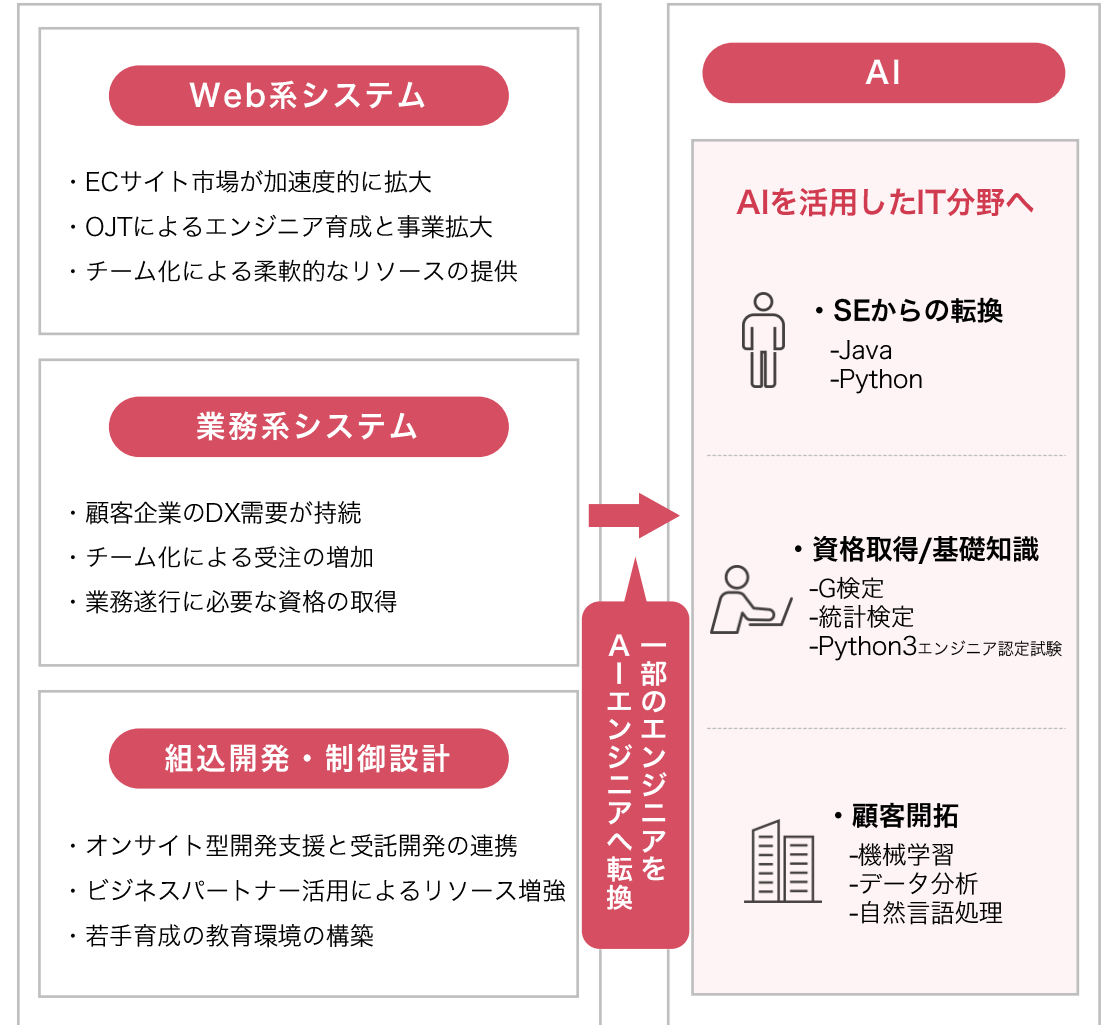 Web系システム
・ECサイト市場が加速度的に拡大
・OJTによるエンジニア育成と事業拡大
・チーム化による柔軟的なリソースの提供
業務系システム
・顧客企業のDX需要が持続
・チーム化による受注の増加
・業務遂行に必要な資格の取得
組込開発・制御設計
・オンサイト型開発支援と受託開発の連携
・ビジネスパートナー活用によるリソース増強
・若手育成の教育環境の構築
一部のエンジニアを
AIエンジニアへ転換
AI
AIを活用したIT分野へ
・SEからの転換
-Java
-Python
・資格取得/基礎知識
-G検定
-統計検定
-Python3エンジニア認定試験
・顧客開拓
-機械学習
-データ分析
-自然言語処理